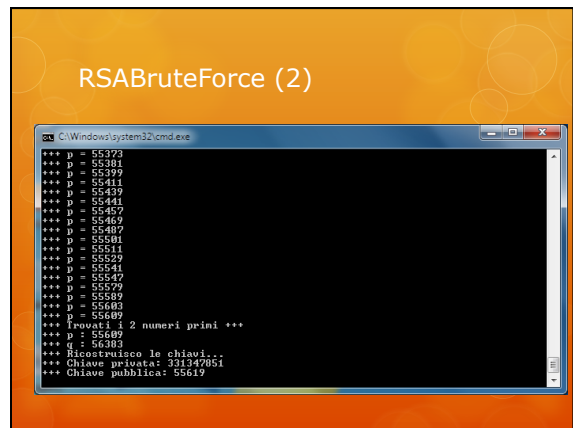 RSABruteForce (2)
C:\Windows\system32\cmd.exe
+++ p = 55373
+++ p = 55381
+++ p = 55399
+++ p = 55411
+++ p = 55439
+++ p = 55441
+++ p = 55457
+++ p = 55469
+++ p = 55487
+++ p = 55501
+++ p = 55511
+++ p = 55529
+++ p = 55541
+++ p = 55547
+++ p = 55579
+++ p = 55589
+++ p = 55603
+++ p = 55609
+++ Trovati i 2 numeri primi +++
+++ p : 55609
+++ q : 56383
+++ Ricostruisco le chiavi...
+++ Chiave privata: 331347851
+++ Chiave pubblica: 55619